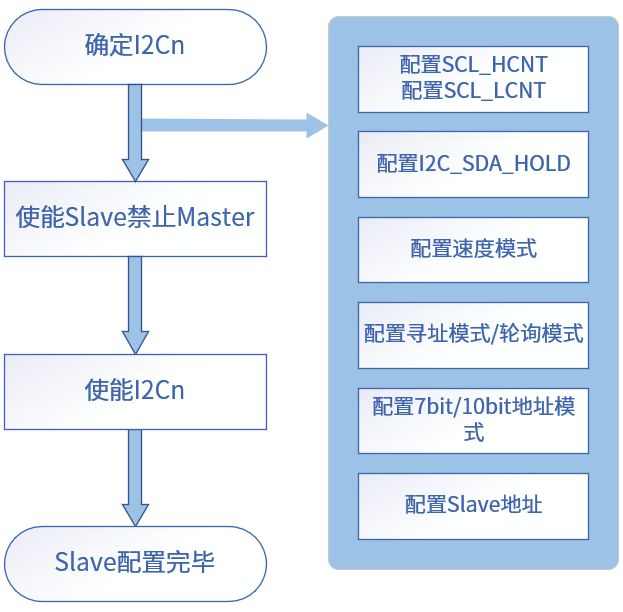 确定I2Cn
使能Slave禁止Master
使能I2Cn
Slave配置完毕
配置SCL_HCNT
配置SCL_LCNT
配置I2C_SDA_HOLD
配置速度模式
配置寻址模式/轮询模式
配置7bit/10bit地址模
式
配置Slave地址